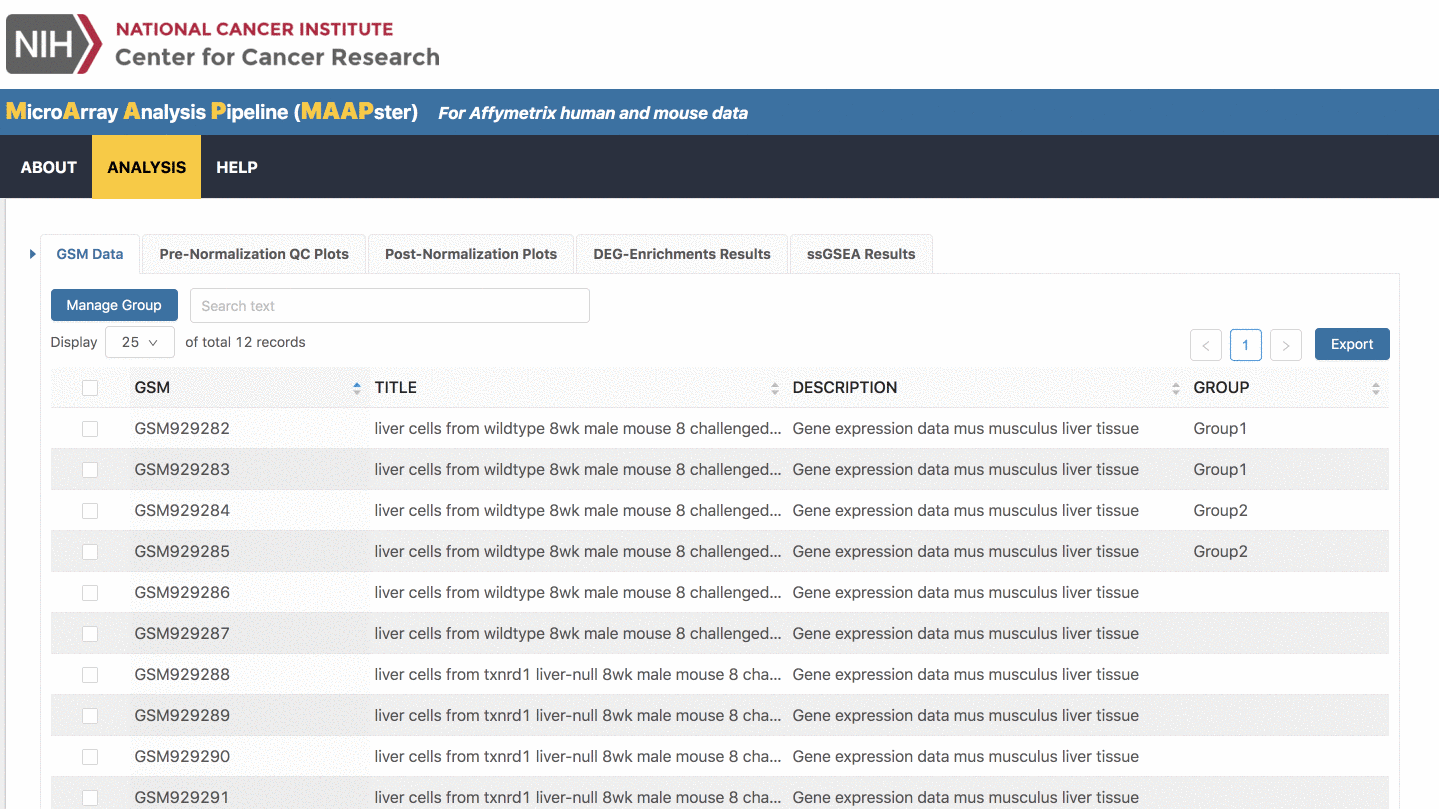 NIH NATIONAL CANCER INSTITUTE
Center for Cancer Research
MicroArray Analysis Pipeline (MAAPster) For Affymetrix human and mouse data
ABOUT ANALYSIS HELP
GSM Data Pre-Normalization QC Plots Post-Normalization Plots DEG-Enrichments Results ssGSEA Results
Manage Group Search text
Display 25 of total 12 records < 1 > Export
GSM TITLE DESCRIPTION GROUP
GSM929282 liver cells from wildtype 8wk male mouse 8 challenged... Gene expression data mus musculus liver tissue Group1
GSM929283 liver cells from wildtype 8wk male mouse 8 challenged... Gene expression data mus musculus liver tissue Group1
GSM929284 liver cells from wildtype 8wk male mouse 8 challenged... Gene expression data mus musculus liver tissue Group2
GSM929285 liver cells from wildtype 8wk male mouse 8 challenged... Gene expression data mus musculus liver tissue Group2
GSM929286 liver cells from wildtype 8wk male mouse 8 challenged... Gene expression data mus musculus liver tissue
GSM929287 liver cells from wildtype 8wk male mouse 8 challenged... Gene expression data mus musculus liver tissue
GSM929288 liver cells from txnrd1 liver-null 8wk male mouse 8 cha... Gene expression data mus musculus liver tissue
GSM929289 liver cells from txnrd1 liver-null 8wk male mouse 8 cha... Gene expression data mus musculus liver tissue
GSM929290 liver cells from txnrd1 liver-null 8wk male mouse 8 cha... Gene expression data mus musculus liver tissue
GSM929291 liver cells from txnrd1 liver-null 8wk male mouse 8 cha... Gene expression data mus musculus liver tissue